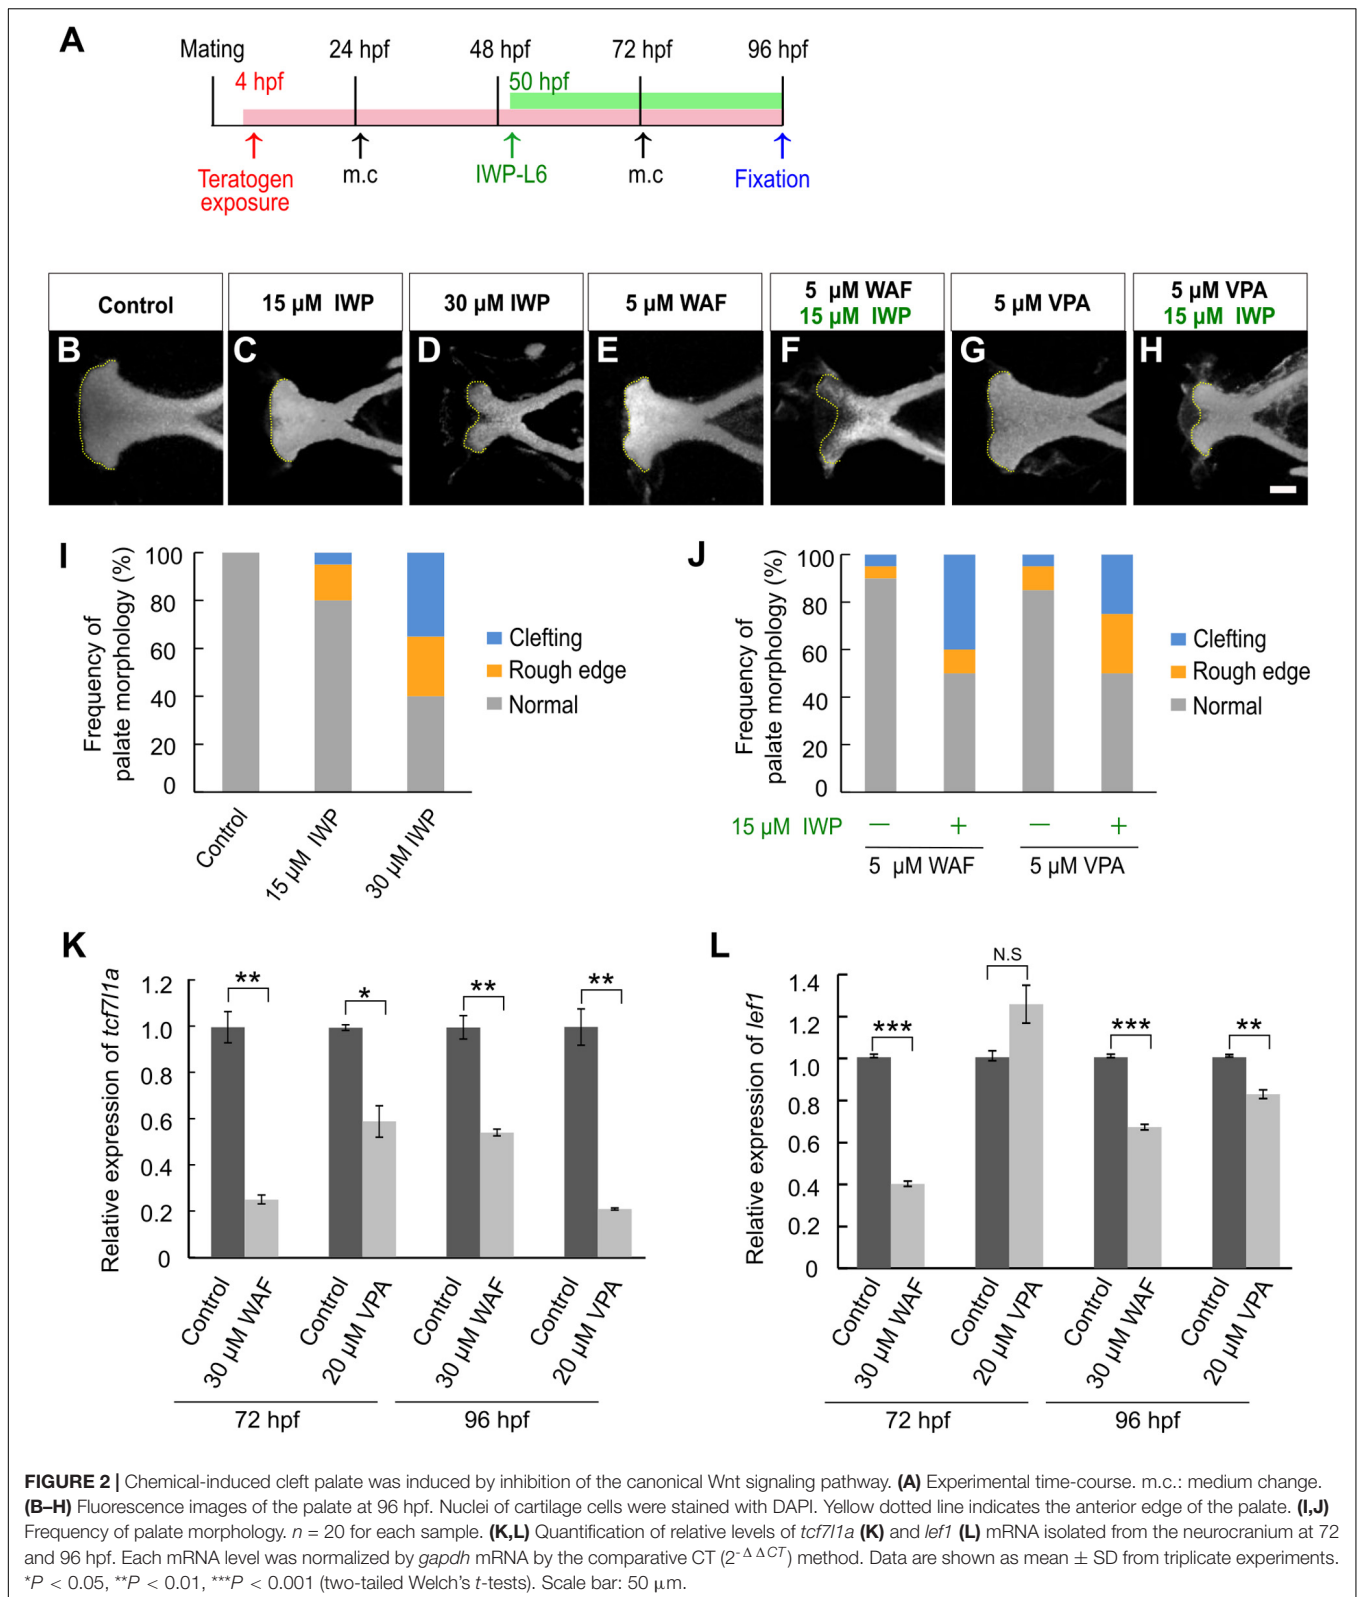 A
Mating 24 hpf 48 hpf 72 hpf 96 hpf
4 hpf 50 hpf
Teratogen exposure m.c IWP-L6 m.c Fixation
Control
15 µM IWP
30 µM IWP
5 µM WAF
5 µM WAF
15 µM IWP
5 µM VPA
5 µM VPA
15 µM IWP
B C D E F G H
I
Frequency of
palate morphology (%)
100
80
60
40
20
0
Control
15 µM IWP
30 µM IWP
Clefting
Rough edge
Normal
J
Frequency of
palate morphology (%)
100
80
60
40
20
0
15 µM IWP — + — +
5 µM WAF 5 µM VPA
Clefting
Rough edge
Normal
K
Relative expression of tcf7l1a
1.2
1.0
0.8
0.6
0.4
0.2
0
** * ** **
Control
30 µM WAF
Control
20 µM VPA
Control
30 µM WAF
Control
20 µM VPA
72 hpf 96 hpf
L
Relative expression of lef1
1.4
1.2
1.0
0.8
0.6
0.4
0.2
0
*** N.S *** **
Control
30 µM WAF
Control
20 µM VPA
Control
30 µM WAF
Control
20 µM VPA
72 hpf 96 hpf
FIGURE 2 | Chemical-induced cleft palate was induced by inhibition of the canonical Wnt signaling pathway. (A) Experimental time-course. m.c.: medium change.
(B–H) Fluorescence images of the palate at 96 hpf. Nuclei of cartilage cells were stained with DAPI. Yellow dotted line indicates the anterior edge of the palate. (I,J)
Frequency of palate morphology. n = 20 for each sample. (K,L) Quantification of relative levels of tcf7l1a (K) and lef1 (L) mRNA isolated from the neurocranium at 72
and 96 hpf. Each mRNA level was normalized by gapdh mRNA by the comparative CT (2-ΔΔCT) method. Data are shown as mean ± SD from triplicate experiments.
*P < 0.05, **P < 0.01, ***P < 0.001 (two-tailed Welch's t-tests). Scale bar: 50 µm.